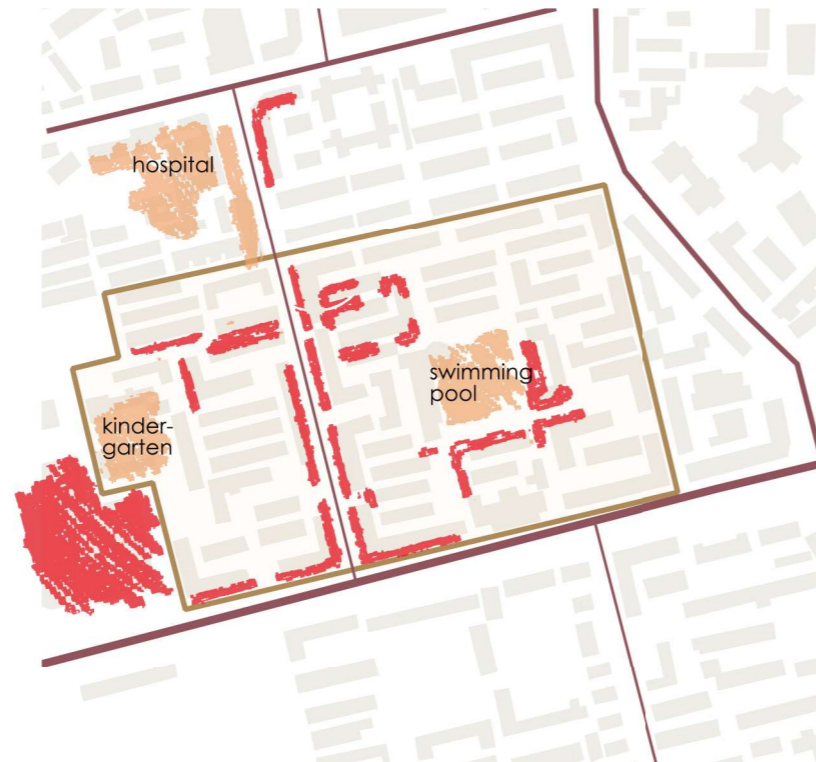 hospital
swimming
pool
kinder-
garten